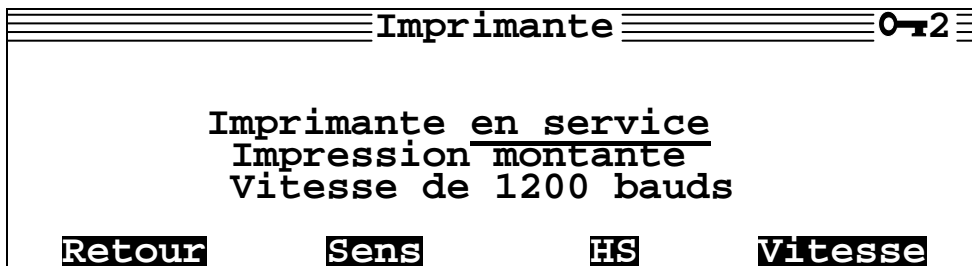 Imprimante 2
Imprimante en service
Impression montante
Vitesse de 1200 bauds
Retour Sens HS Vitesse